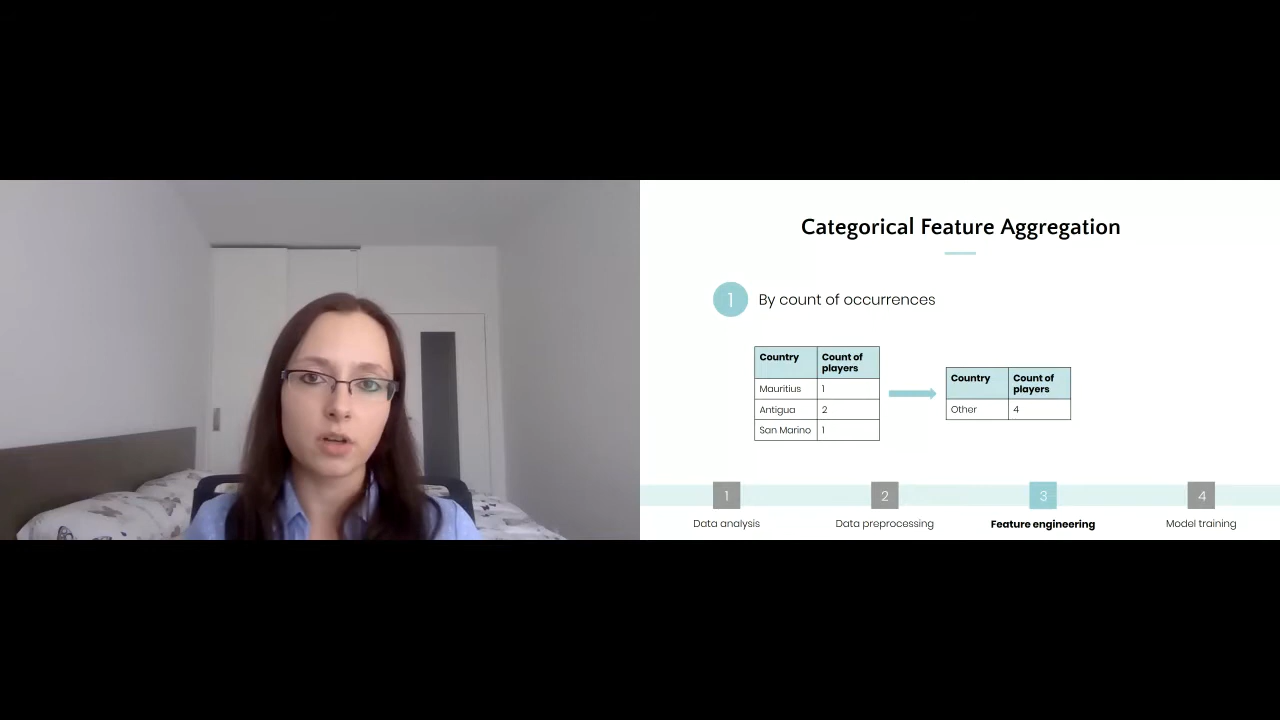 Categorical Feature Aggregation
1 By count of occurrences
Country Count of players
Mauritius 1
Antigua 2
San Marino 1
Country Count of players
Other 4
1 2 3 4
Data analysis Data preprocessing Feature engineering Model training